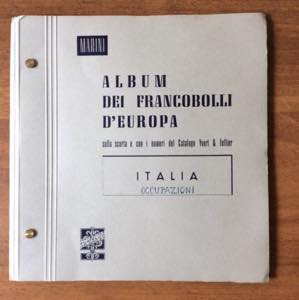 MARINI
ALBUM
DEI FRANCOBOLLI
D'EUROPA
sulla scorta e con i numeri del Catalogo Yvert & Tellier
ITALIA
OCCUPAZIONI